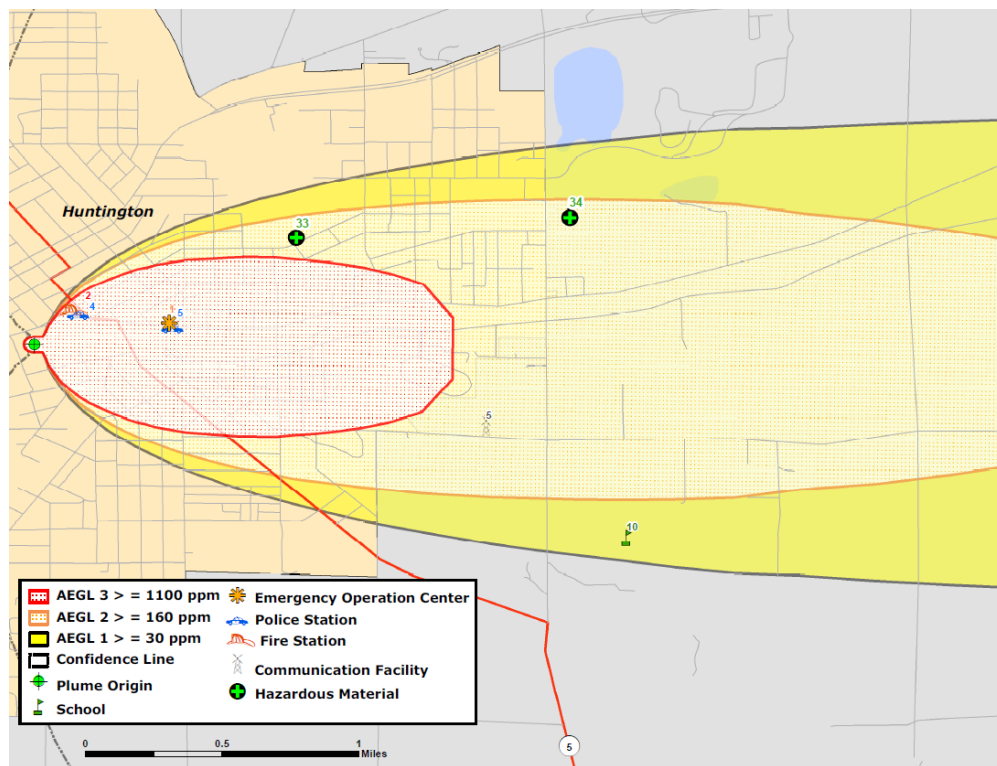 34
33
Huntington
2
4
1
5
5
10
AEGL 3 > = 1100 ppm
AEGL 2 > = 160 ppm
AEGL 1 > = 30 ppm
Confidence Line
Plume Origin
School
Emergency Operation Center
Police Station
Fire Station
Communication Facility
Hazardous Material
0 0.5 1
Miles
5